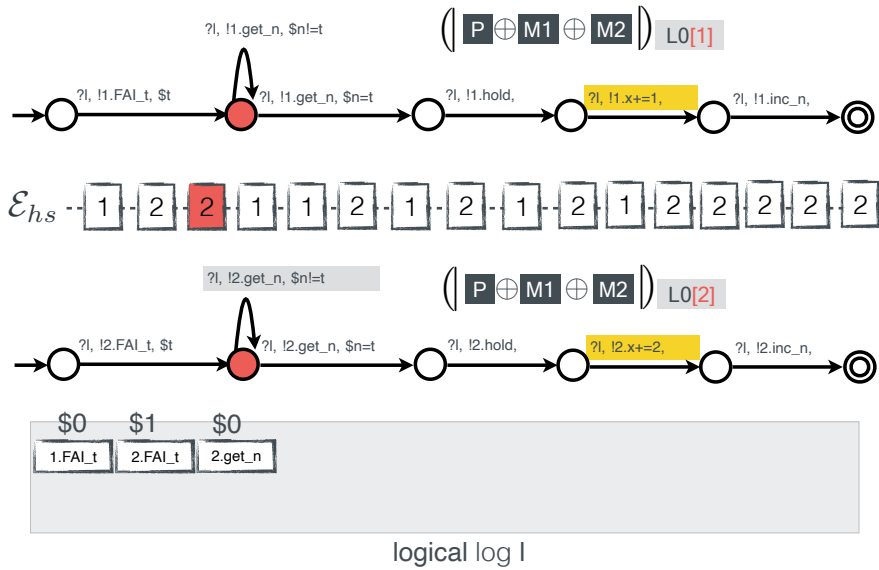 ?l, !1.get_n, $n!=t
(| P ⊕ M1 ⊕ M2 |) L0[1]
?l, !1.FAI_t, $t
?l, !1.get_n, $n=t
?l, !1.hold,
?l, !1.x+=1,
?l, !1.inc_n,
ℰhs 1 2 2 1 1 2 1 2 1 2 1 2 2 2 2 2
?l, !2.get_n, $n!=t
(| P ⊕ M1 ⊕ M2 |) L0[2]
?l, !2.FAI_t, $t
?l, !2.get_n, $n=t
?l, !2.hold,
?l, !2.x+=2,
?l, !2.inc_n,
$0 $1 $0
1.FAI_t 2.FAI_t 2.get_n
logical log l